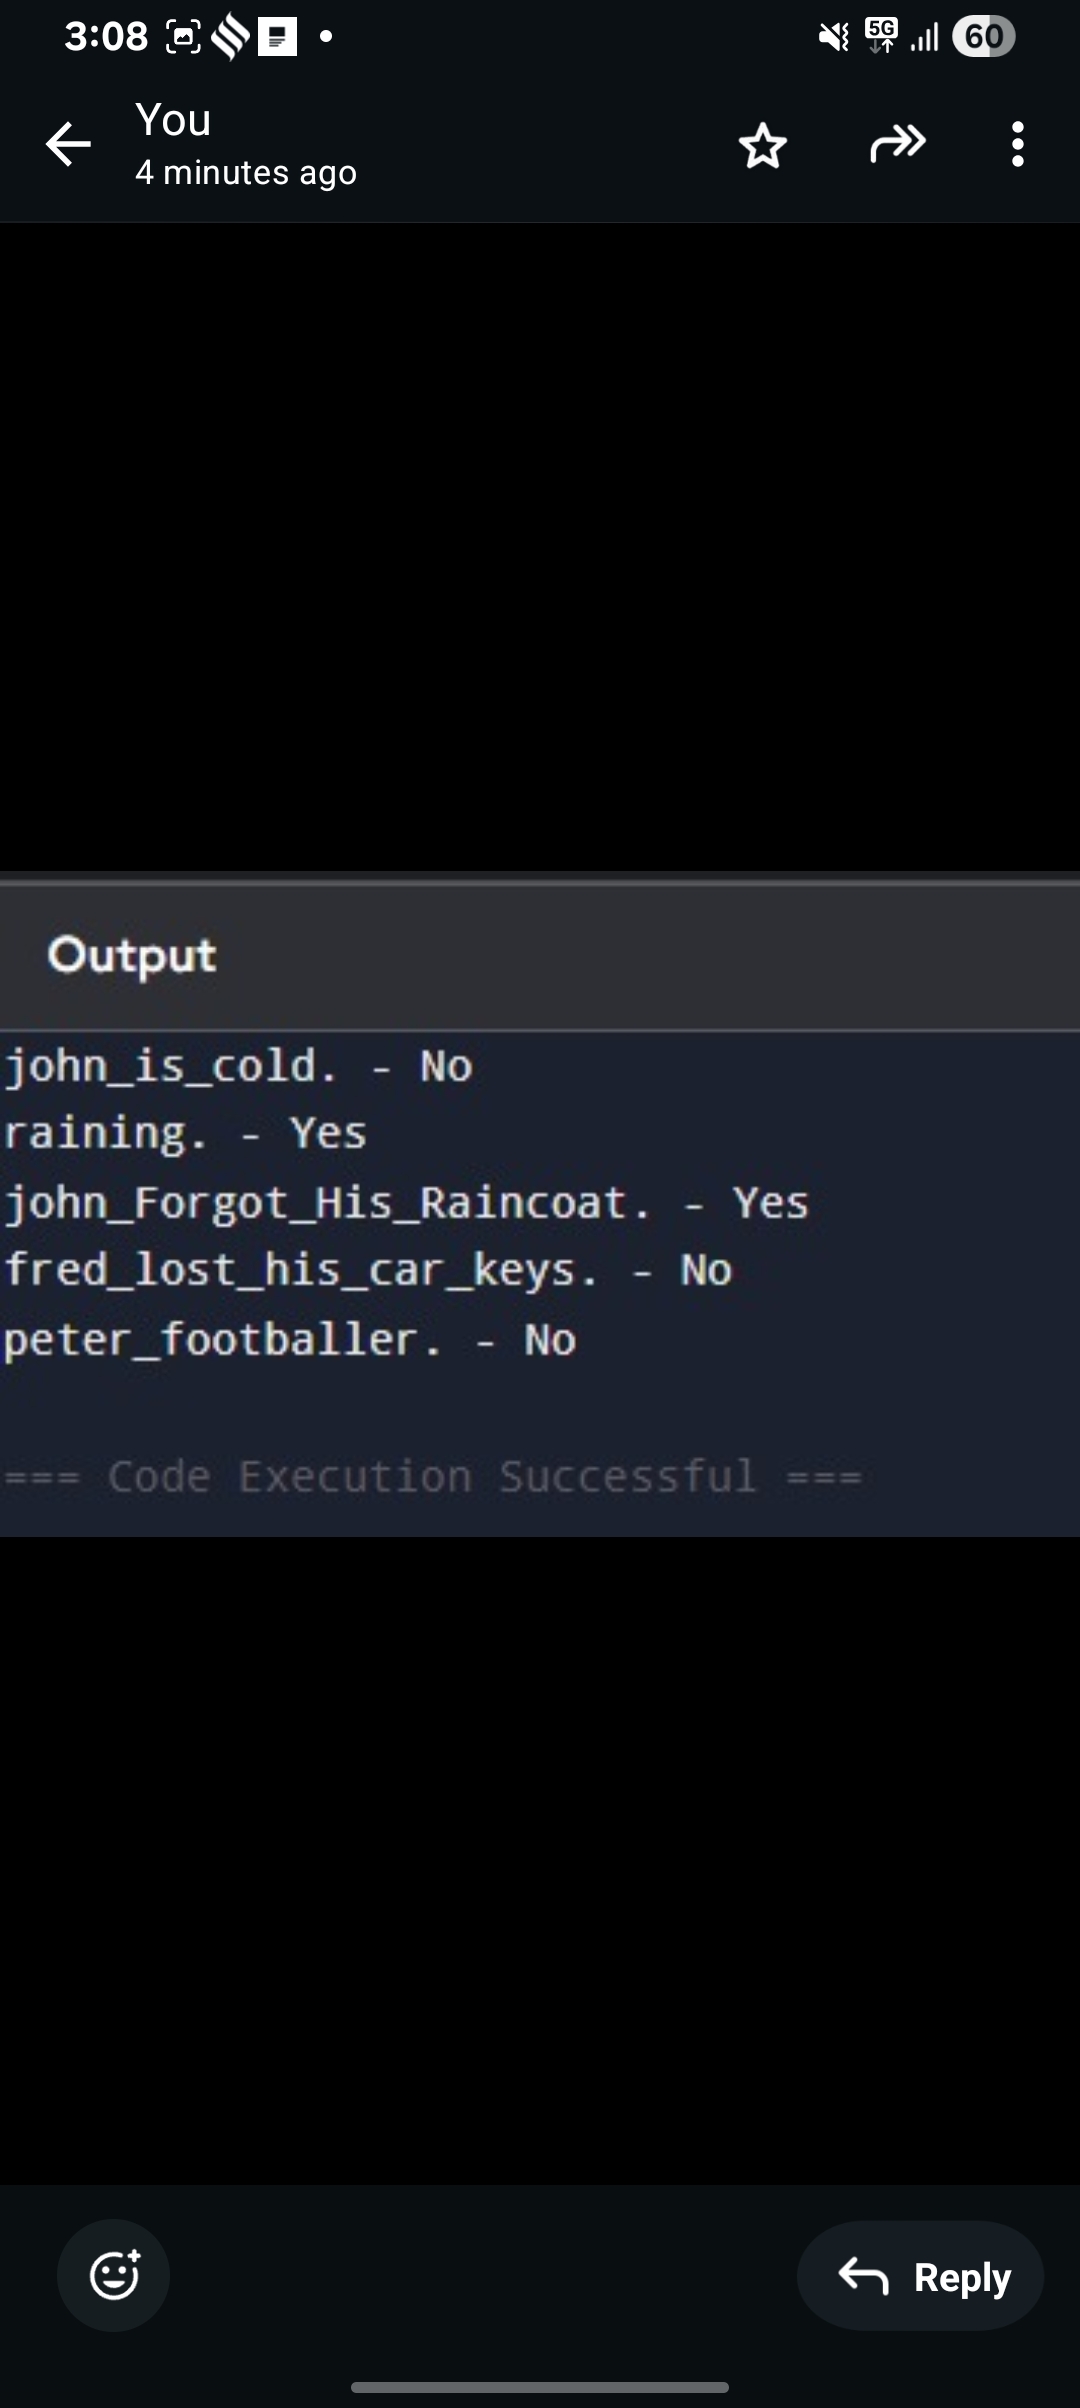 3:08
5G
60
You
4 minutes ago
Output
john_is_cold. - No
raining. - Yes
john_Forgot_His_Raincoat. - Yes
fred_lost_his_car_keys. - No
peter_footballer. - No
=== Code Execution Successful ===
Reply